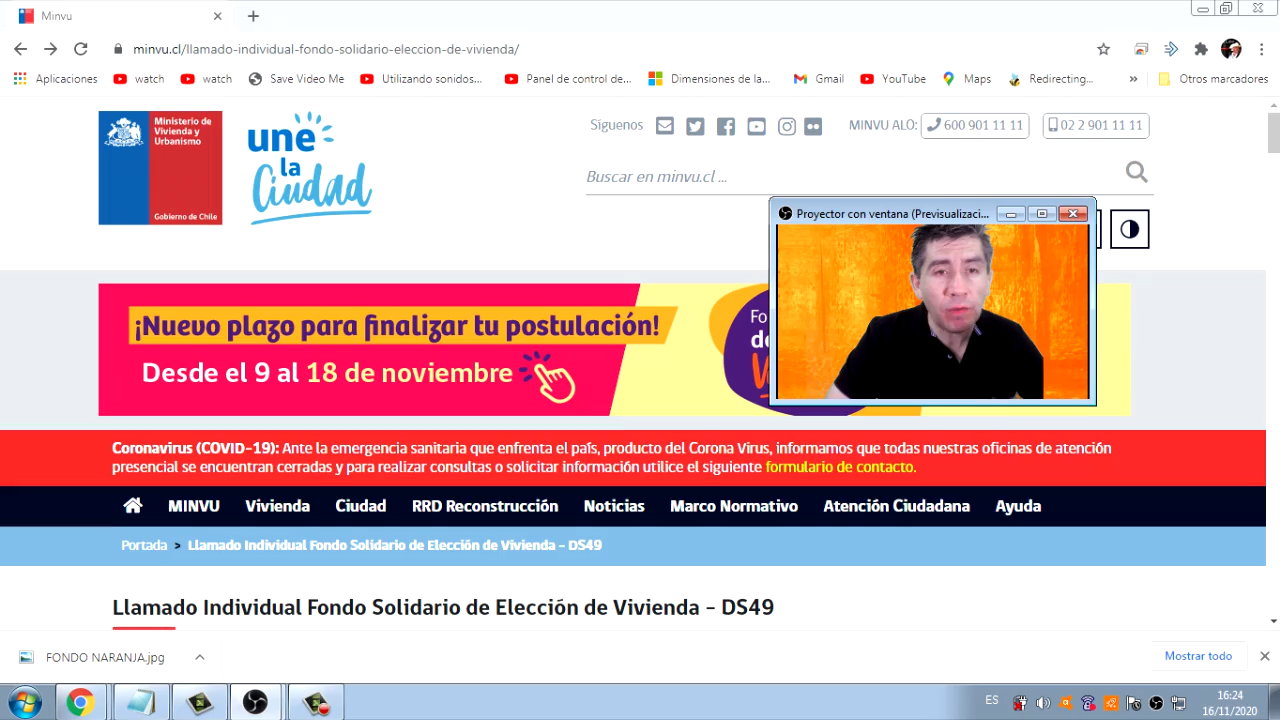 Minvu
minvu.cl/llamado-individual-fondo-solidario-eleccion-de-vivienda/
Aplicaciones watch watch Save Video Me Utilizando sonidos... Panel de control de... Dimensiones de la... Gmail YouTube Maps Redirecting... » Otros marcadores
Ministerio de
Vivienda y
Urbanismo
Gobierno de Chile
une
la
Ciudad
Síguenos MINVU ALO: 600 901 11 11 02 2 901 11 11
Buscar en minvu.cl ...
Proyector con ventana (Previsualizaci...
¡Nuevo plazo para finalizar tu postulación!
Desde el 9 al 18 de noviembre
Fo
de
Coronavirus (COVID-19): Ante la emergencia sanitaria que enfrenta el país, producto del Corona Virus, informamos que todas nuestras oficinas de atención
presencial se encuentran cerradas y para realizar consultas o solicitar información utilice el siguiente formulario de contacto.
MINVU Vivienda Ciudad RRD Reconstrucción Noticias Marco Normativo Atención Ciudadana Ayuda
Portada > Llamado Individual Fondo Solidario de Elección de Vivienda – DS49
Llamado Individual Fondo Solidario de Elección de Vivienda – DS49
FONDO NARANJA.jpg Mostrar todo
ES 16:24
16/11/2020